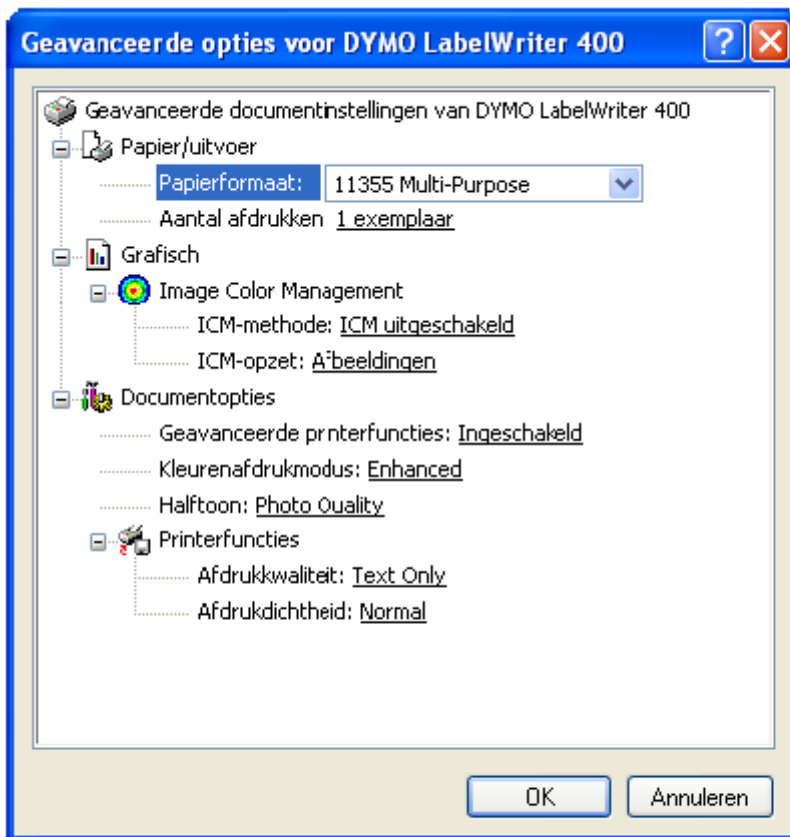 Geavanceerde opties voor DYMO LabelWriter 400
Geavanceerde documentinstellingen van DYMO LabelWriter 400
Papier/uitvoer
Papierformaat: 11355 Multi-Purpose
Aantal afdrukken 1 exemplaar
Grafisch
Image Color Management
ICM-methode: ICM uitgeschakeld
ICM-opzet: Afbeeldingen
Documentopties
Geavanceerde printerfuncties: Ingeschakeld
Kleurenafdrukmodus: Enhanced
Halftoon: Photo Quality
Printerfuncties
Afdrukkwaliteit: Text Only
Afdrukdichtheid: Normal
OK Annuleren